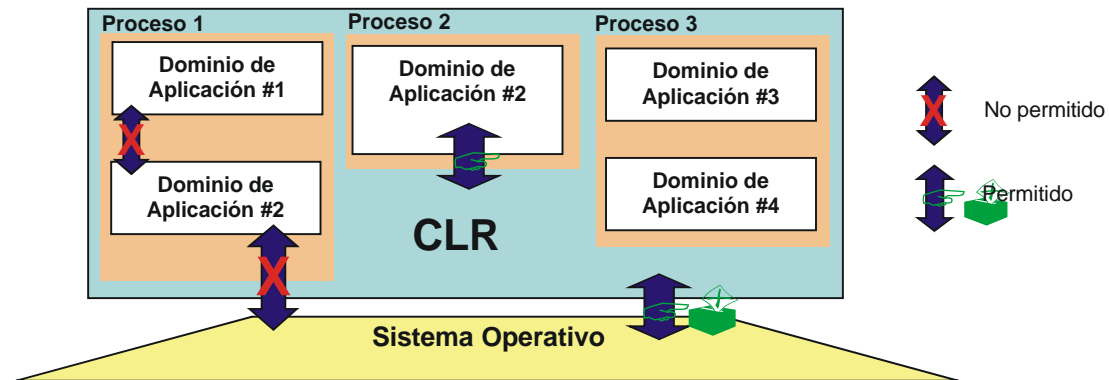 Proceso 1
Proceso 2
Proceso 3
Dominio de
Aplicación #1
Dominio de
Aplicación #2
Dominio de
Aplicación #3
Dominio de
Aplicación #2
Dominio de
Aplicación #4
CLR
Sistema Operativo
No permitido
Permitido